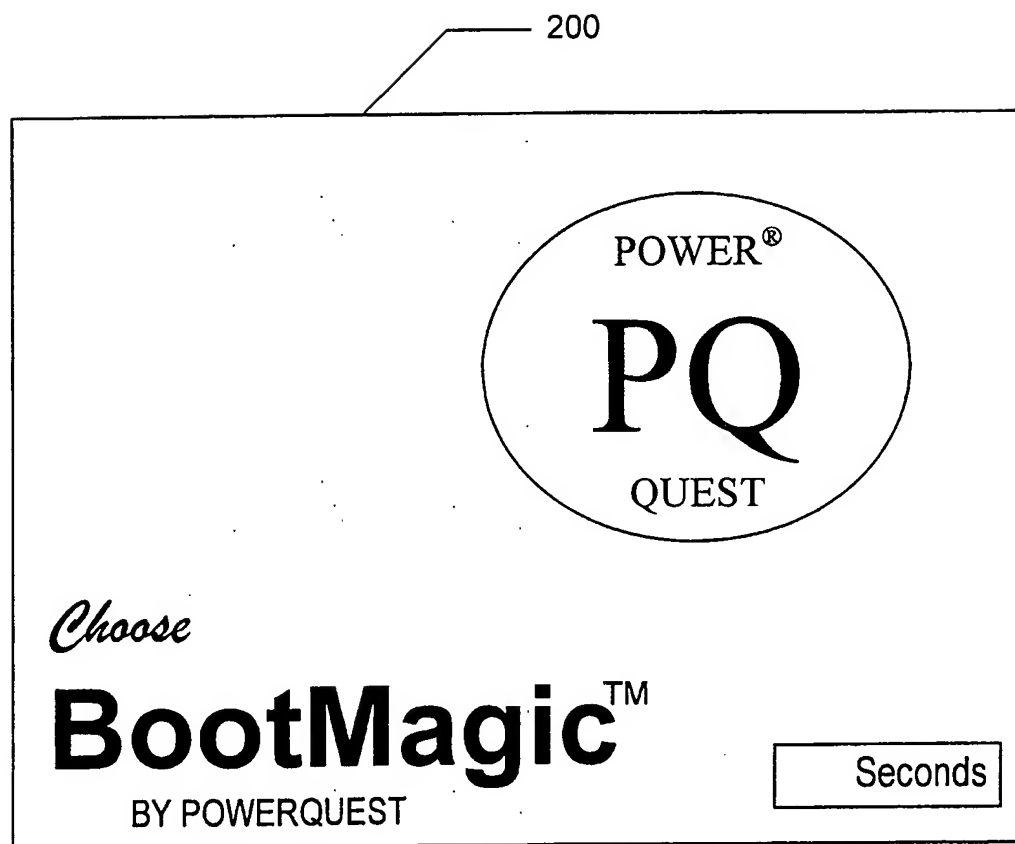 200
POWER®
PQ
QUEST
Choose
BootMagic™
BY POWERQUEST
Seconds